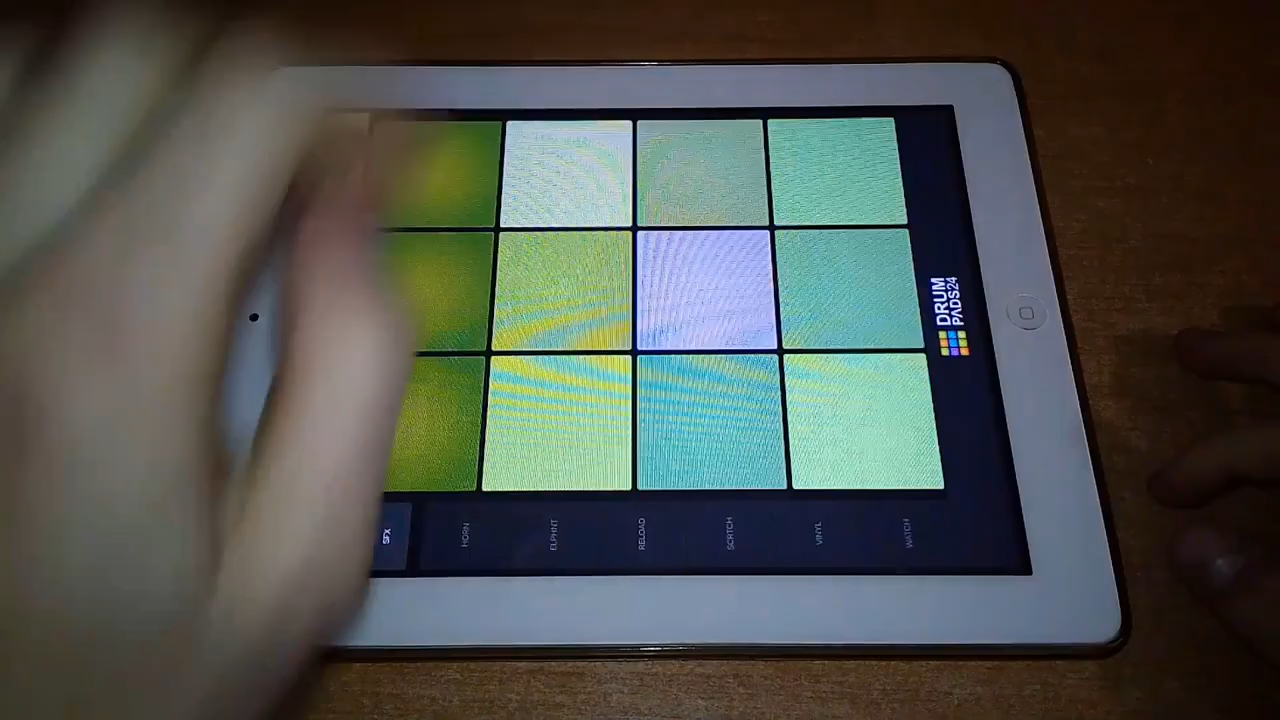 DRUM
PADS24
SFX
HORN
ELPHNT
RELOAD
SCRTCH
VINYL
WATCH